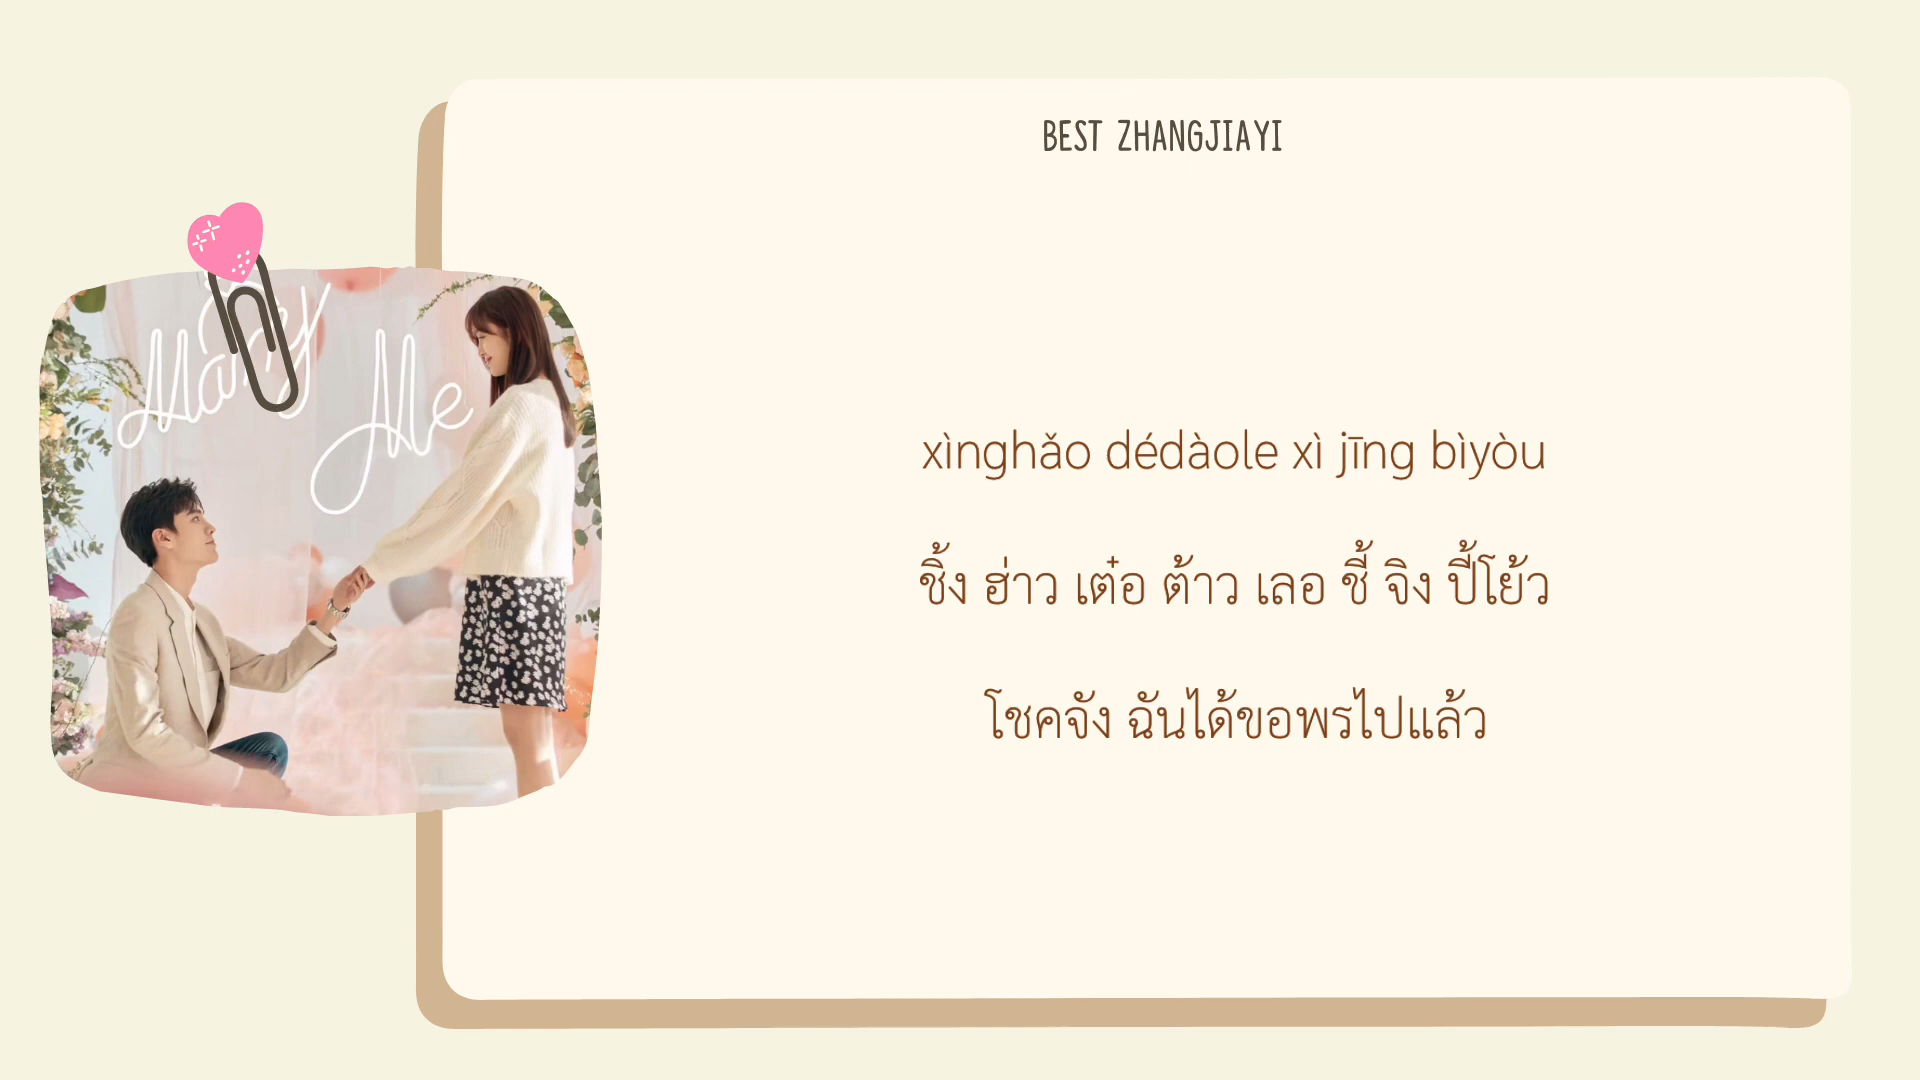 BEST ZHANGJIAYI
Marry
Me
xìnghǎo dédàole xì jīng bìyòu
ชิ้ง ฮ่าว เต๋อ ต้าว เลอ ชี้ จิง ปี้โย้ว
โชคจัง ฉันได้ขอพรไปแล้ว